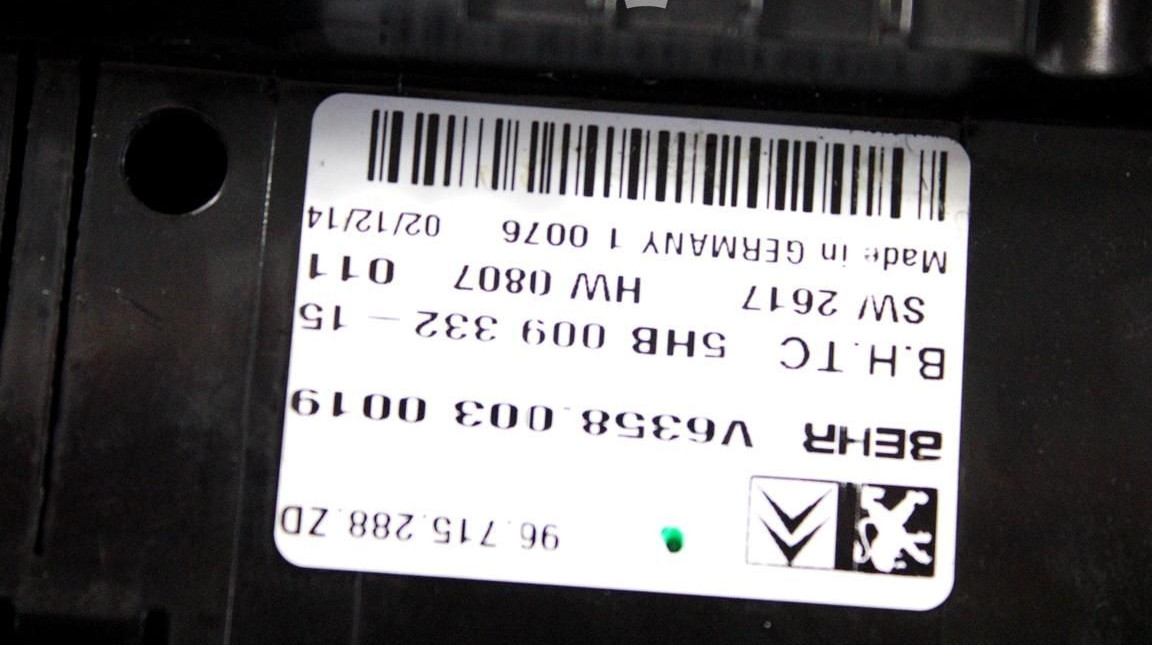 96.715.288.ZD
BEHR V6358.003 0019
B.H.TC 5HB 009 332 - 15
SW 2617 HW 0807 011
Made in GERMANY 1 0076 02/12/14